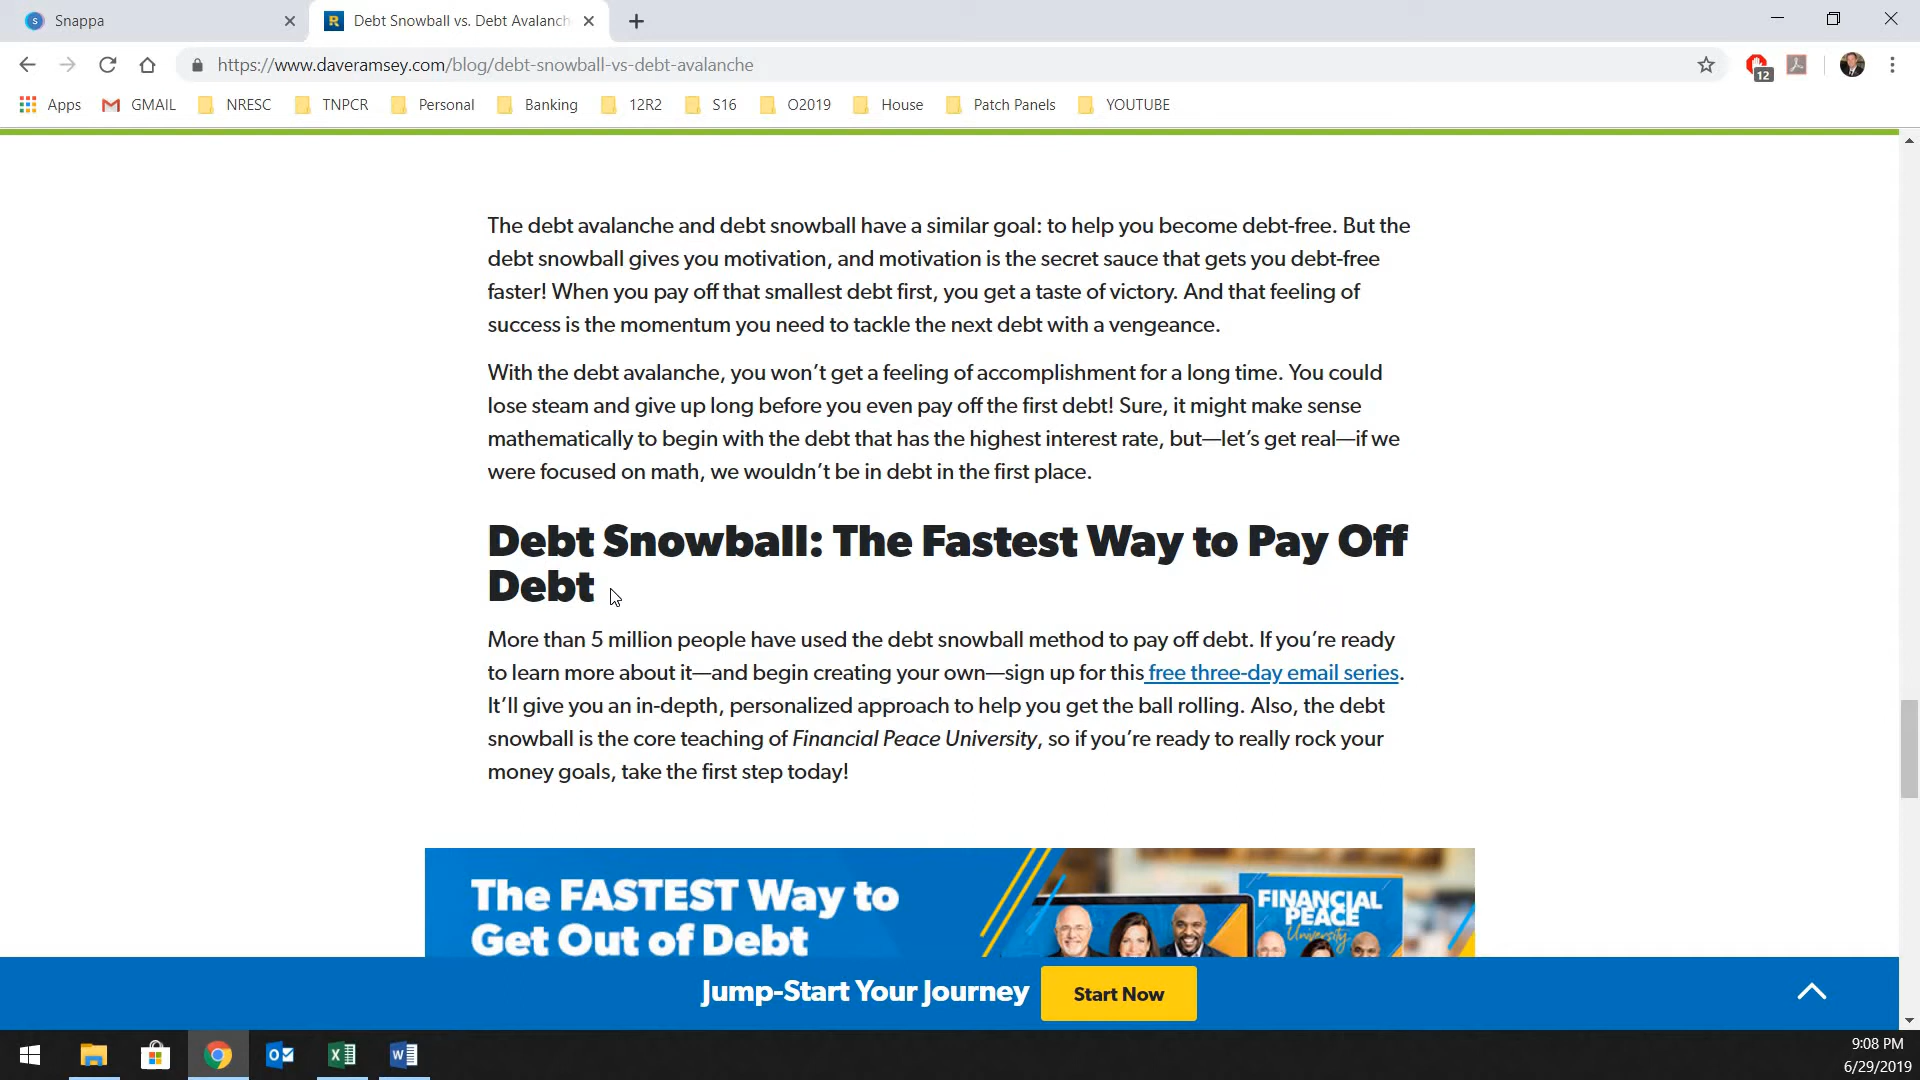 Snappa
Debt Snowball vs. Debt Avalanch
https://www.daveramsey.com/blog/debt-snowball-vs-debt-avalanche
12
Apps GMAIL NRESC TNPCR Personal Banking 12R2 S16 O2019 House Patch Panels YOUTUBE
The debt avalanche and debt snowball have a similar goal: to help you become debt-free. But the
debt snowball gives you motivation, and motivation is the secret sauce that gets you debt-free
faster! When you pay off that smallest debt first, you get a taste of victory. And that feeling of
success is the momentum you need to tackle the next debt with a vengeance.
With the debt avalanche, you won’t get a feeling of accomplishment for a long time. You could
lose steam and give up long before you even pay off the first debt! Sure, it might make sense
mathematically to begin with the debt that has the highest interest rate, but—let’s get real—if we
were focused on math, we wouldn’t be in debt in the first place.
Debt Snowball: The Fastest Way to Pay Off
Debt
More than 5 million people have used the debt snowball method to pay off debt. If you’re ready
to learn more about it—and begin creating your own—sign up for this free three-day email series.
It’ll give you an in-depth, personalized approach to help you get the ball rolling. Also, the debt
snowball is the core teaching of Financial Peace University, so if you’re ready to really rock your
money goals, take the first step today!
The FASTEST Way to
Get Out of Debt
FINANCIAL
PEACE
University
Jump-Start Your Journey
Start Now
9:08 PM
6/29/2019